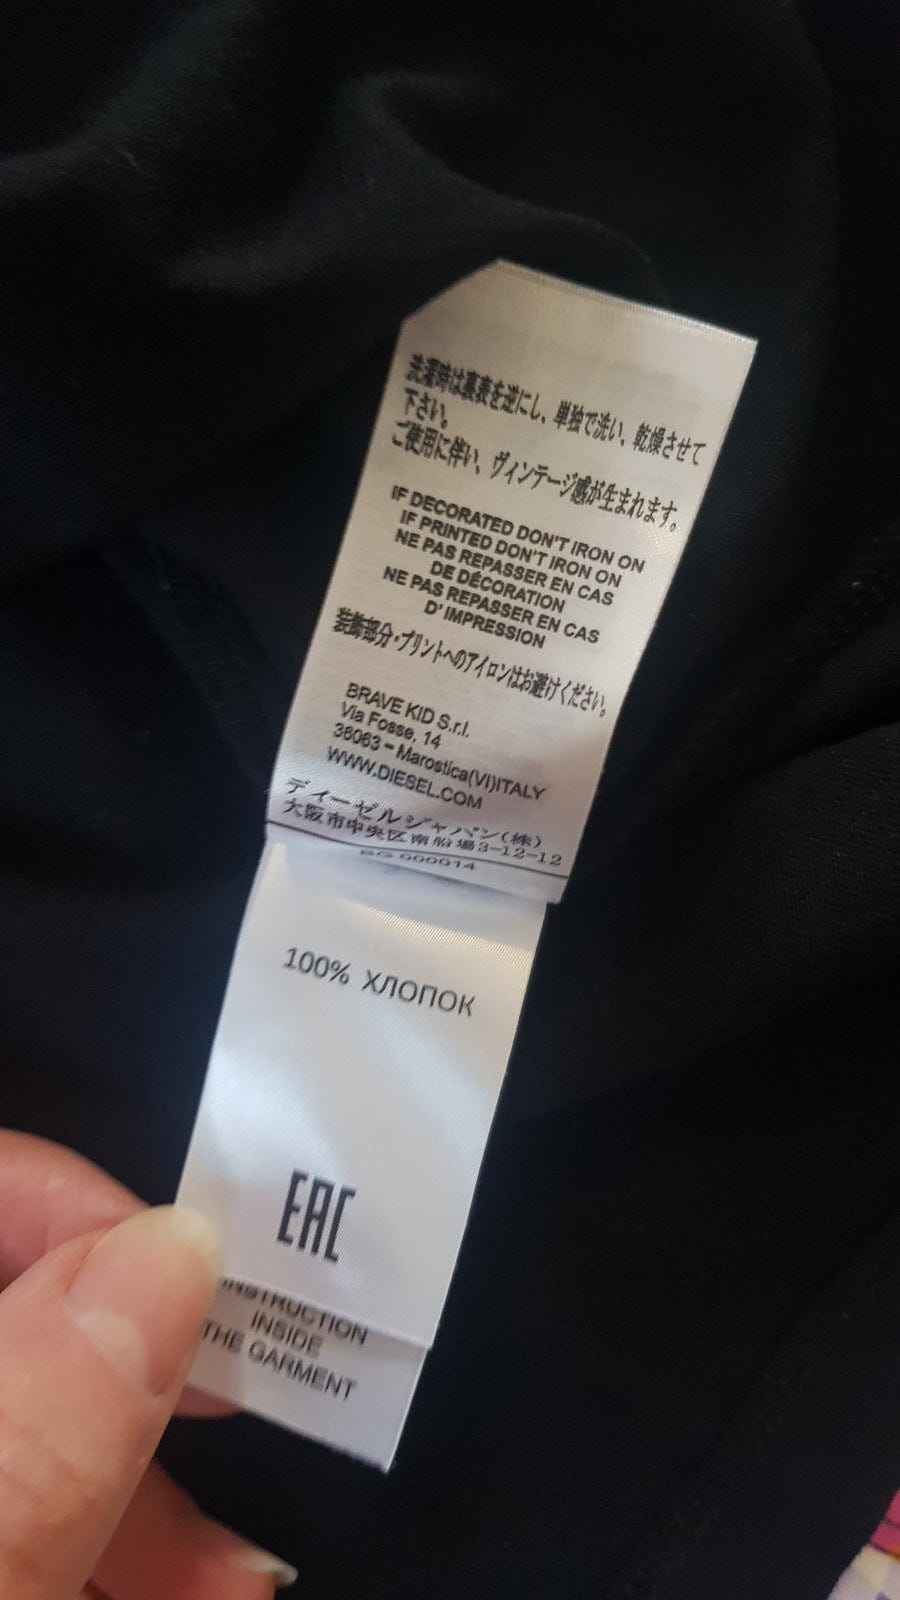 洗濯時は裏表を逆にし、単独で洗い、乾燥させて
下さい。
ご使用に伴い、ヴィンテージ感が生まれます。
IF DECORATED DON'T IRON ON
IF PRINTED DON'T IRON ON
NE PAS REPASSER EN CAS
DE DÉCORATION
NE PAS REPASSER EN CAS
D' IMPRESSION
装飾部分・プリントへのアイロンはお避けください。
BRAVE KID S.r.l.
Via Fosse, 14
36063 - Marostica(VI)ITALY
WWW.DIESEL.COM
ディーゼルジャパン(株)
大阪市中央区南船場3-12-12
BG 000014
100% ХЛОПОК
EAC
INSTRUCTION
INSIDE
THE GARMENT